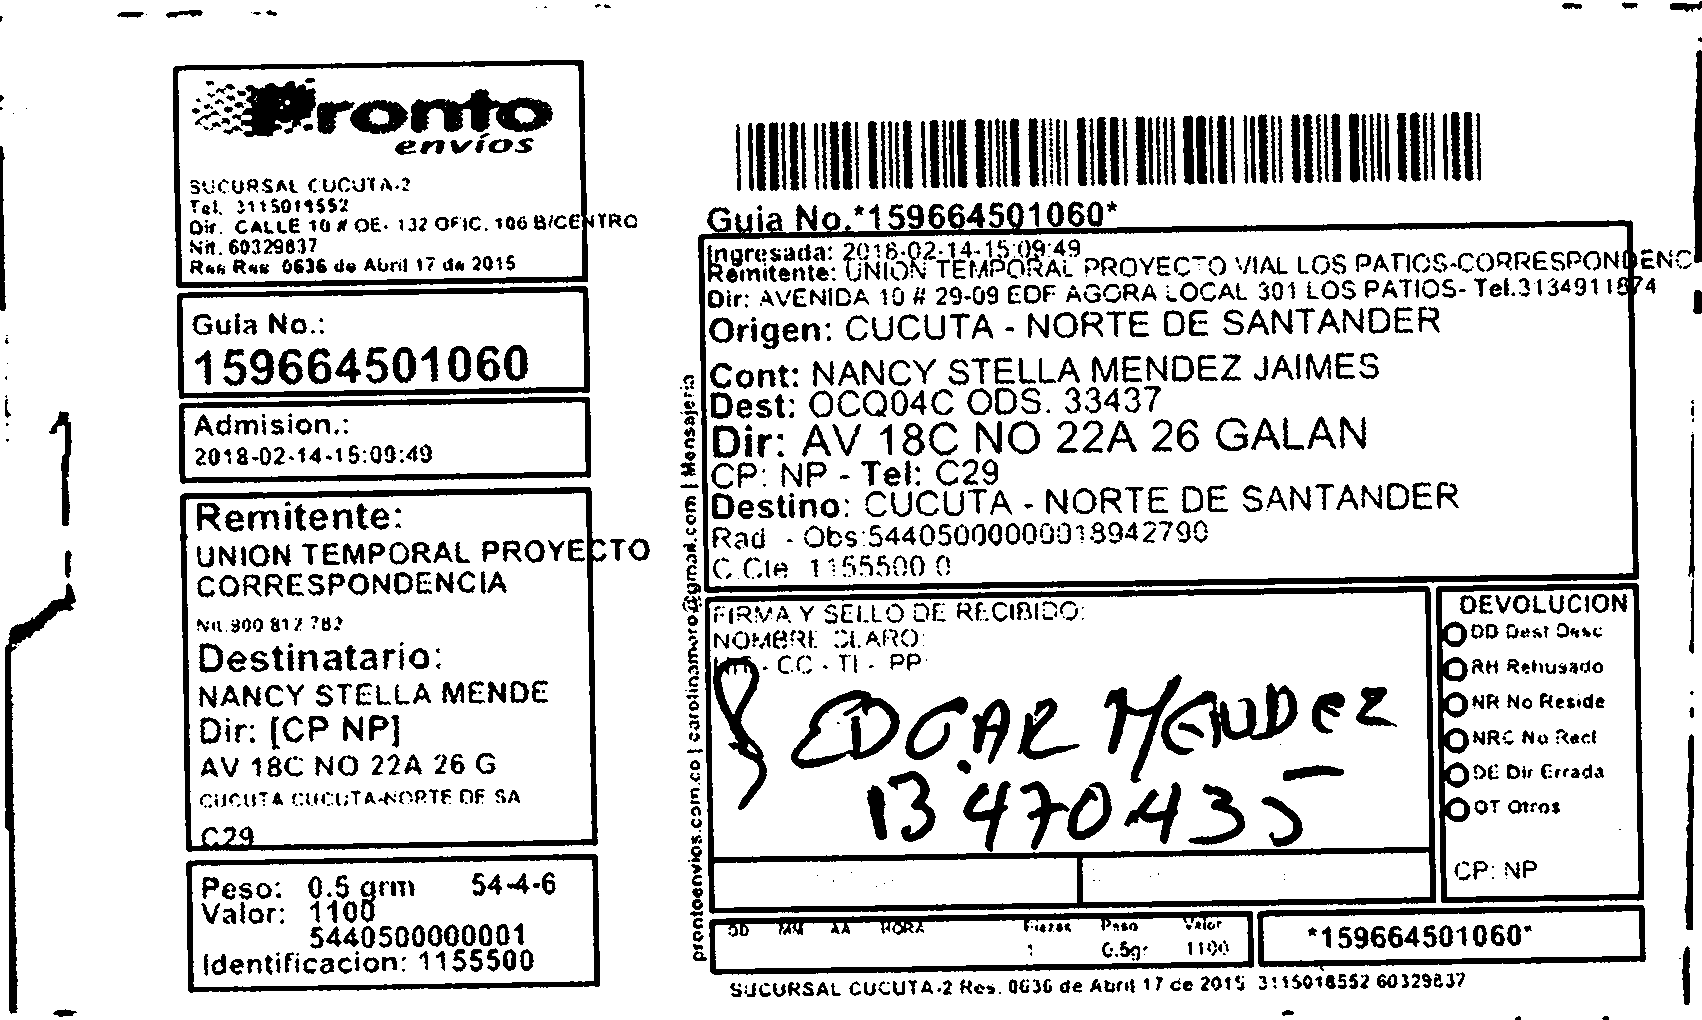 Pronto
envíos
SUCURSAL CUCUTA-2
Tel. 3115018552
Dir. CALLE 10 # OE- 132 OFIC. 106 B/CENTRO
Nit. 60329837
Res Res 0636 de Abril 17 de 2015
Guia No.:
159664501060
Admision.:
2018-02-14-15:09:49
Remitente:
UNION TEMPORAL PROYECTO
CORRESPONDENCIA
Nit.900 812 782
Destinatario:
NANCY STELLA MENDE
Dir: [CP NP]
AV 18C NO 22A 26 G
CUCUTA CUCUTA-NORTE DE SA
C29
Peso: 0.5 grm 54-4-6
Valor: 1100
5440500000001
Identificacion: 1155500
prontoenvios.com.co | carolinamoro@gmail.com | Mensajeria
Guia No.*159664501060*
Ingresada: 2018-02-14-15:09:49
Remitente: UNION TEMPORAL PROYECTO VIAL LOS PATIOS-CORRESPONDENC
Dir: AVENIDA 10 # 29-09 EDF AGORA LOCAL 301 LOS PATIOS- Tel.3134911874
Origen: CUCUTA - NORTE DE SANTANDER
Cont: NANCY STELLA MENDEZ JAIMES
Dest: OCQ04C ODS. 33437
Dir: AV 18C NO 22A 26 GALAN
CP: NP - Tel: C29
Destino: CUCUTA - NORTE DE SANTANDER
Rad - Obs:54405000000018942790
C.Cte 1155500 0
FIRMA Y SELLO DE RECIBIDO:
NOMBRE CLARO:
NIT - CC - TI - PP:
EDGAR MENDEZ
13.470.435
DEVOLUCION
DD Dest Desc
RH Rehusado
NR No Reside
NRC No Recl
DE Dir Errada
OT Otros
CP: NP
DD MM AA HORA Piezas Peso Valor
1 0.5gr 1100
*159664501060*
SUCURSAL CUCUTA-2 Res. 0636 de Abril 17 de 2015 3115018552 60329837